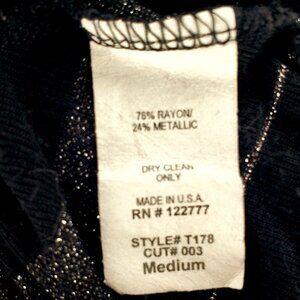 76% RAYON/
24% METALLIC
DRY CLEAN
ONLY
MADE IN U.S.A.
RN # 122777
STYLE# T178
CUT# 003
Medium